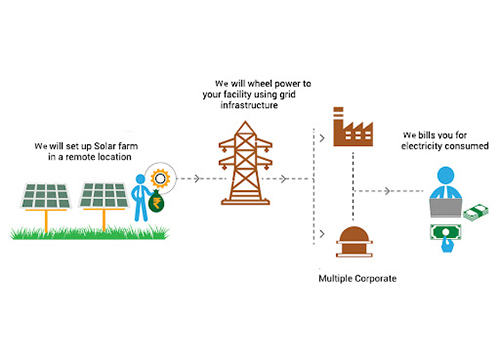 We will set up Solar farm
in a remote location
We will wheel power to
your facility using grid
infrastructure
We bills you for
electricity consumed
Multiple Corporate
₹